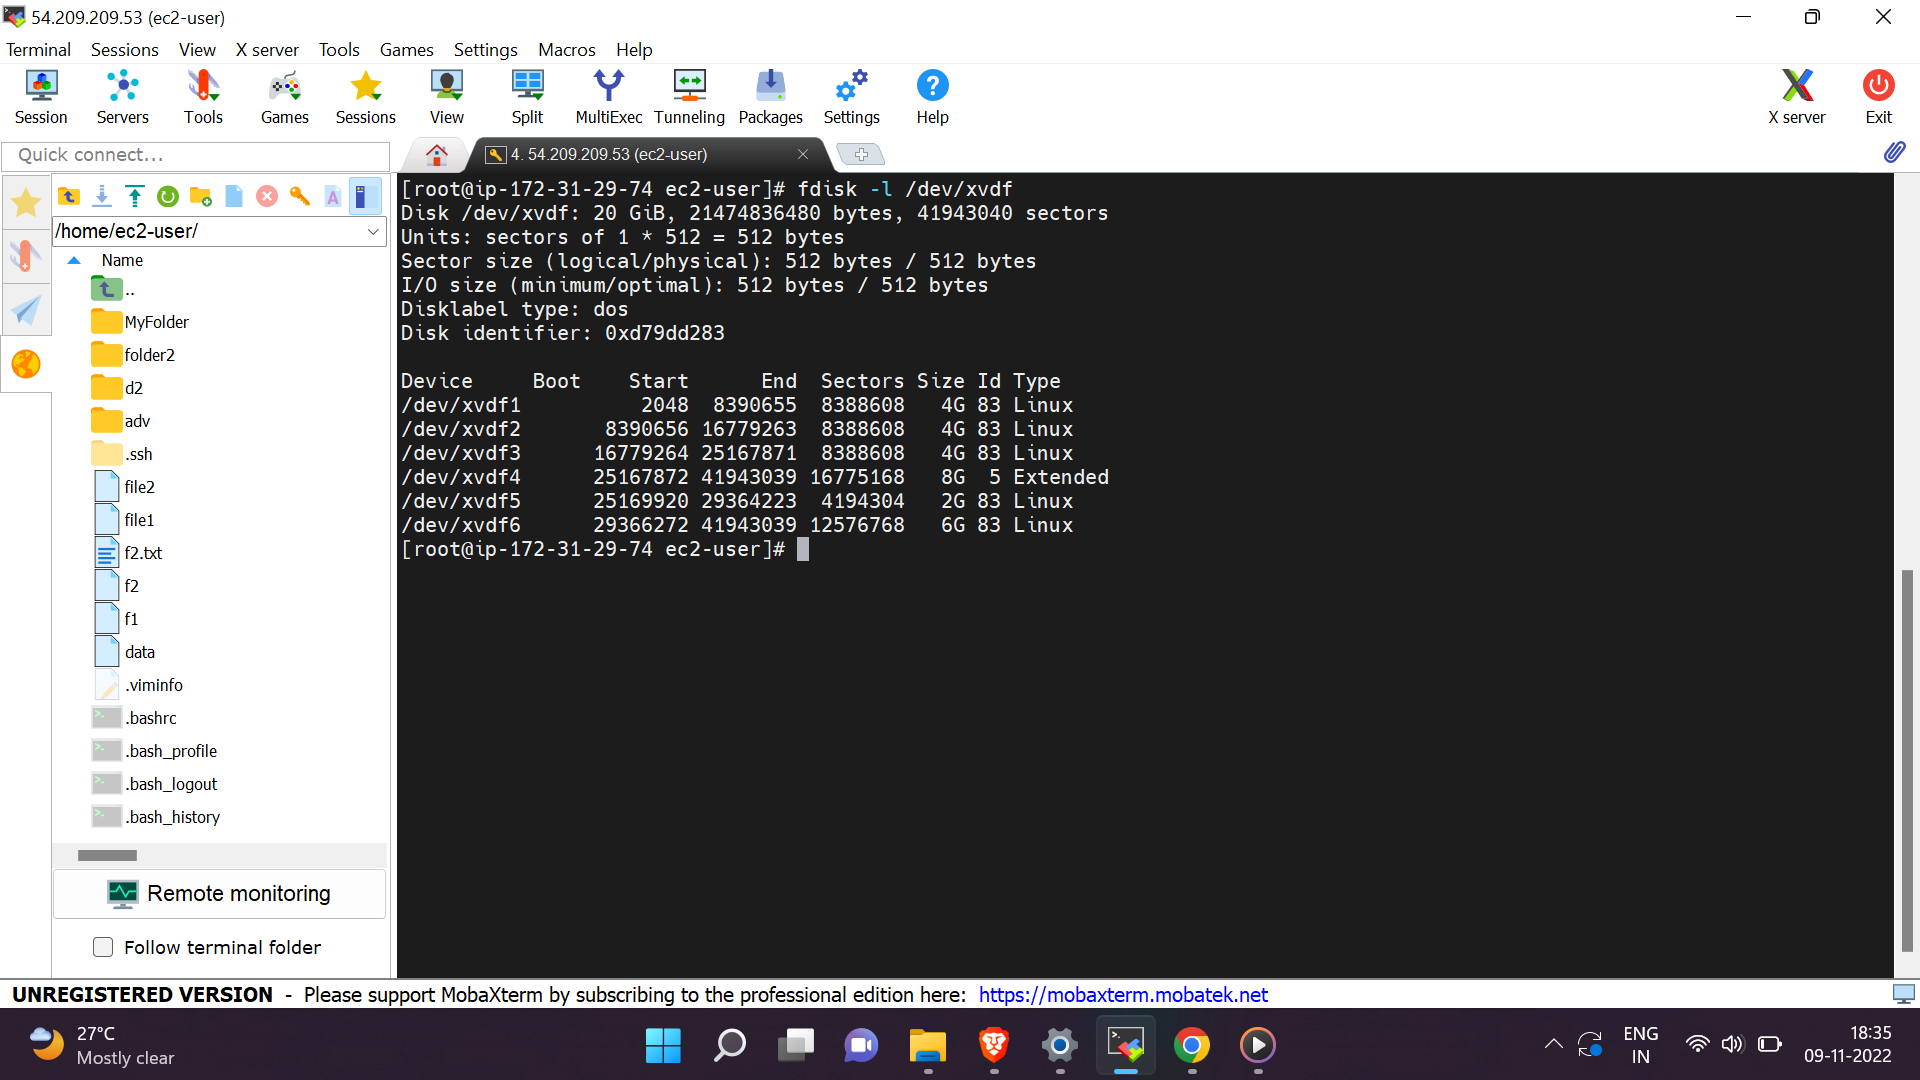 54.209.209.53 (ec2-user)
Terminal Sessions View X server Tools Games Settings Macros Help
Session Servers Tools Games Sessions View Split MultiExec Tunneling Packages Settings Help X server Exit
Quick connect...
4. 54.209.209.53 (ec2-user)
/home/ec2-user/
Name
..
MyFolder
folder2
d2
adv
.ssh
file2
file1
f2.txt
f2
f1
data
.viminfo
.bashrc
.bash_profile
.bash_logout
.bash_history
Remote monitoring
Follow terminal folder
[root@ip-172-31-29-74 ec2-user]# fdisk -l /dev/xvdf
Disk /dev/xvdf: 20 GiB, 21474836480 bytes, 41943040 sectors
Units: sectors of 1 * 512 = 512 bytes
Sector size (logical/physical): 512 bytes / 512 bytes
I/O size (minimum/optimal): 512 bytes / 512 bytes
Disklabel type: dos
Disk identifier: 0xd79dd283
Device     Boot    Start      End  Sectors Size Id Type
/dev/xvdf1          2048  8390655  8388608   4G 83 Linux
/dev/xvdf2       8390656 16779263  8388608   4G 83 Linux
/dev/xvdf3      16779264 25167871  8388608   4G 83 Linux
/dev/xvdf4      25167872 41943039 16775168   8G  5 Extended
/dev/xvdf5      25169920 29364223  4194304   2G 83 Linux
/dev/xvdf6      29366272 41943039 12576768   6G 83 Linux
[root@ip-172-31-29-74 ec2-user]#
UNREGISTERED VERSION - Please support MobaXterm by subscribing to the professional edition here: https://mobaxterm.mobatek.net
27°C
Mostly clear
ENG
IN
18:35
09-11-2022